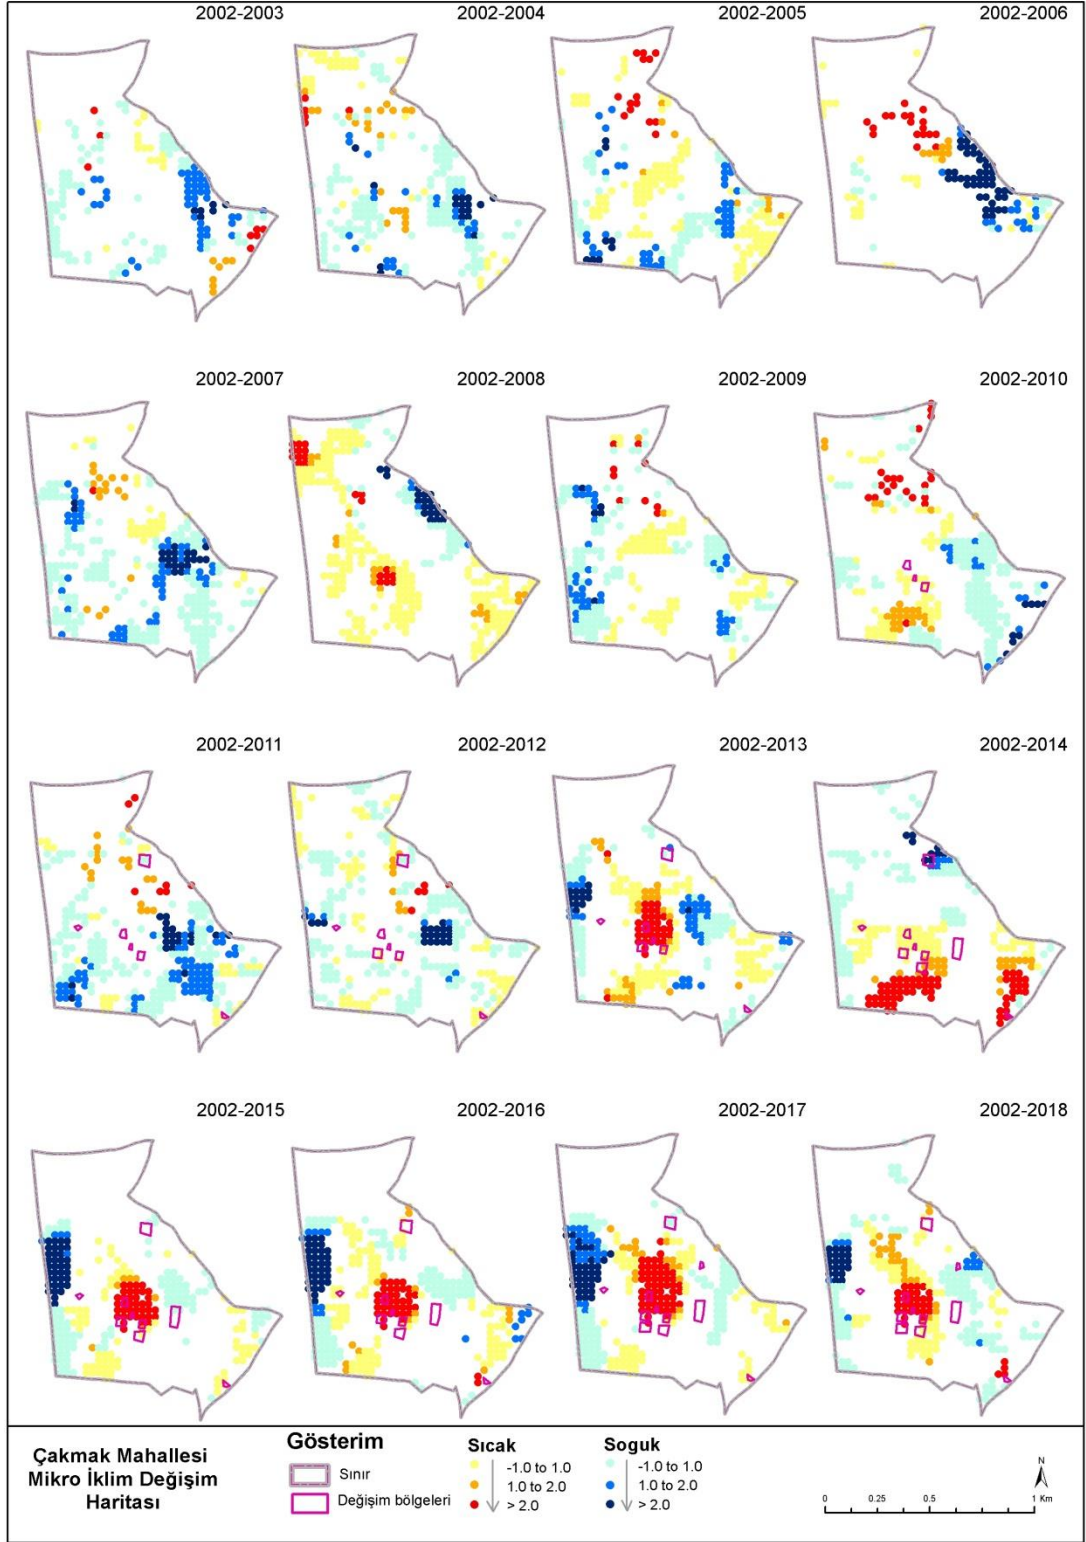 2002-2003
2002-2004
2002-2005
2002-2006
2002-2007
2002-2008
2002-2009
2002-2010
2002-2011
2002-2012
2002-2013
2002-2014
2002-2015
2002-2016
2002-2017
2002-2018
Çakmak Mahallesi
Mikro İklim Değişim
Haritası
Gösterim
Sınır
Değişim bölgeleri
Sıcak
-1.0 to 1.0
1.0 to 2.0
> 2.0
Soguk
-1.0 to 1.0
1.0 to 2.0
> 2.0
N
0 0.25 0.5 1 Km